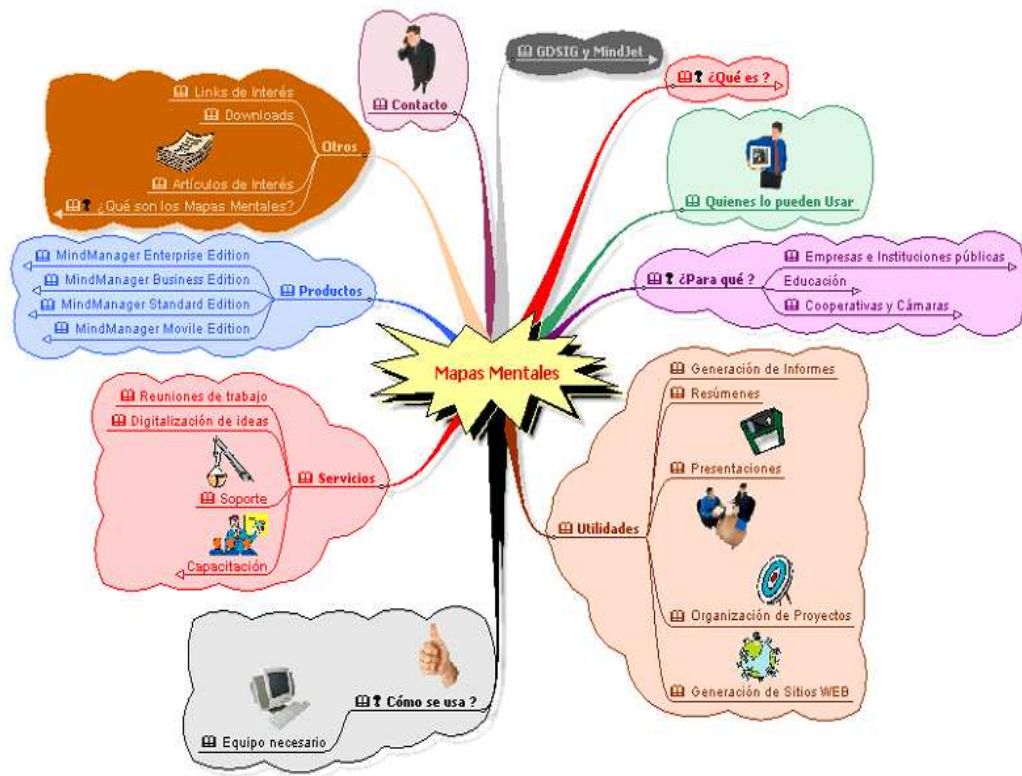 Mapas Mentales
GDSIG y MindJet
¿Qué es ?
Quienes lo pueden Usar
¿Para qué ?
Empresas e Instituciones públicas
Educación
Cooperativas y Cámaras
Utilidades
Generación de Informes
Resúmenes
Presentaciones
Organización de Proyectos
Generación de Sitios WEB
Cómo se usa ?
Equipo necesario
Servicios
Reuniones de trabajo
Digitalización de ideas
Soporte
Capacitación
Productos
MindManager Enterprise Edition
MindManager Business Edition
MindManager Standard Edition
MindManager Movile Edition
Otros
Links de Interés
Downloads
Artículos de Interés
¿Qué son los Mapas Mentales?
Contacto